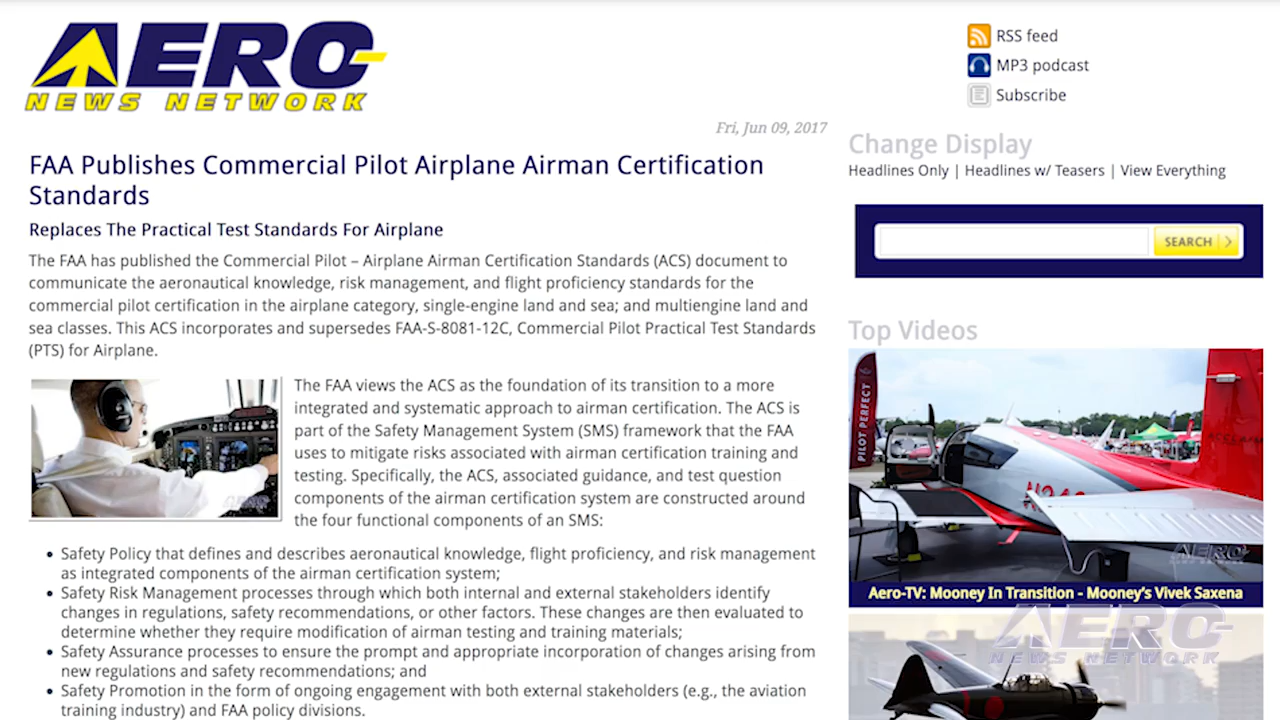 AERO
NEWS NETWORK
RSS feed
MP3 podcast
Subscribe
Fri, Jun 09, 2017
FAA Publishes Commercial Pilot Airplane Airman Certification
Standards
Replaces The Practical Test Standards For Airplane
The FAA has published the Commercial Pilot – Airplane Airman Certification Standards (ACS) document to
communicate the aeronautical knowledge, risk management, and flight proficiency standards for the
commercial pilot certification in the airplane category, single-engine land and sea; and multiengine land and
sea classes. This ACS incorporates and supersedes FAA-S-8081-12C, Commercial Pilot Practical Test Standards
(PTS) for Airplane.
The FAA views the ACS as the foundation of its transition to a more
integrated and systematic approach to airman certification. The ACS is
part of the Safety Management System (SMS) framework that the FAA
uses to mitigate risks associated with airman certification training and
testing. Specifically, the ACS, associated guidance, and test question
components of the airman certification system are constructed around
the four functional components of an SMS:
AERO
Safety Policy that defines and describes aeronautical knowledge, flight proficiency, and risk management
as integrated components of the airman certification system;
Safety Risk Management processes through which both internal and external stakeholders identify
changes in regulations, safety recommendations, or other factors. These changes are then evaluated to
determine whether they require modification of airman testing and training materials;
Safety Assurance processes to ensure the prompt and appropriate incorporation of changes arising from
new regulations and safety recommendations; and
Safety Promotion in the form of ongoing engagement with both external stakeholders (e.g., the aviation
training industry) and FAA policy divisions.
Change Display
Headlines Only | Headlines w/ Teasers | View Everything
SEARCH
Top Videos
PILOT PERFECT
AERO
Aero-TV: Mooney In Transition - Mooney's Vivek Saxena
AERO
NEWS NETWORK